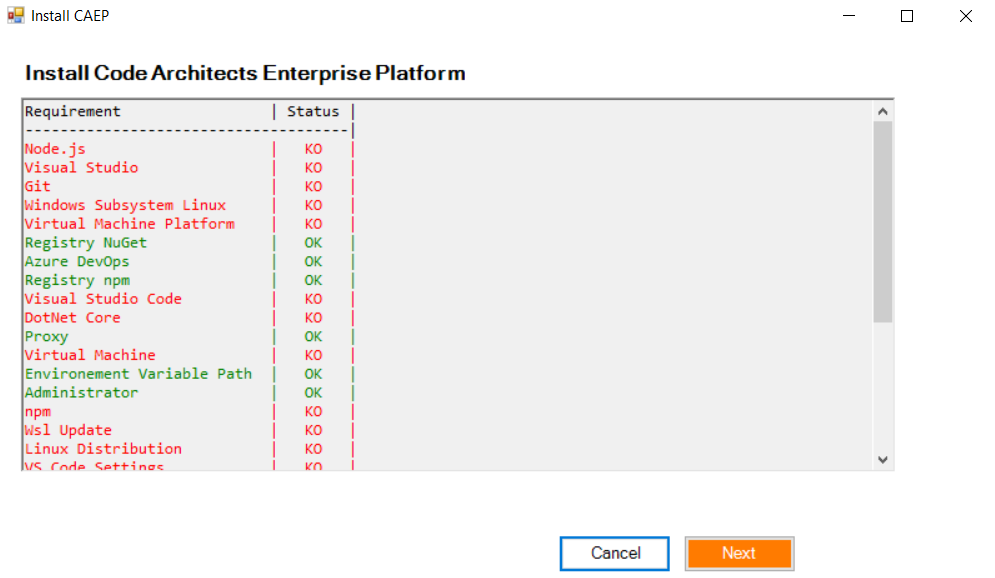 Install CAEP
Install Code Architects Enterprise Platform
Requirement | Status |
-------------------------------------|
Node.js | KO |
Visual Studio | KO |
Git | KO |
Windows Subsystem Linux | KO |
Virtual Machine Platform | KO |
Registry NuGet | OK |
Azure DevOps | OK |
Registry npm | OK |
Visual Studio Code | KO |
DotNet Core | KO |
Proxy | OK |
Virtual Machine | KO |
Environement Variable Path | OK |
Administrator | OK |
npm | KO |
Wsl Update | KO |
Linux Distribution | KO |
VS Code Settings | KO |
Cancel Next